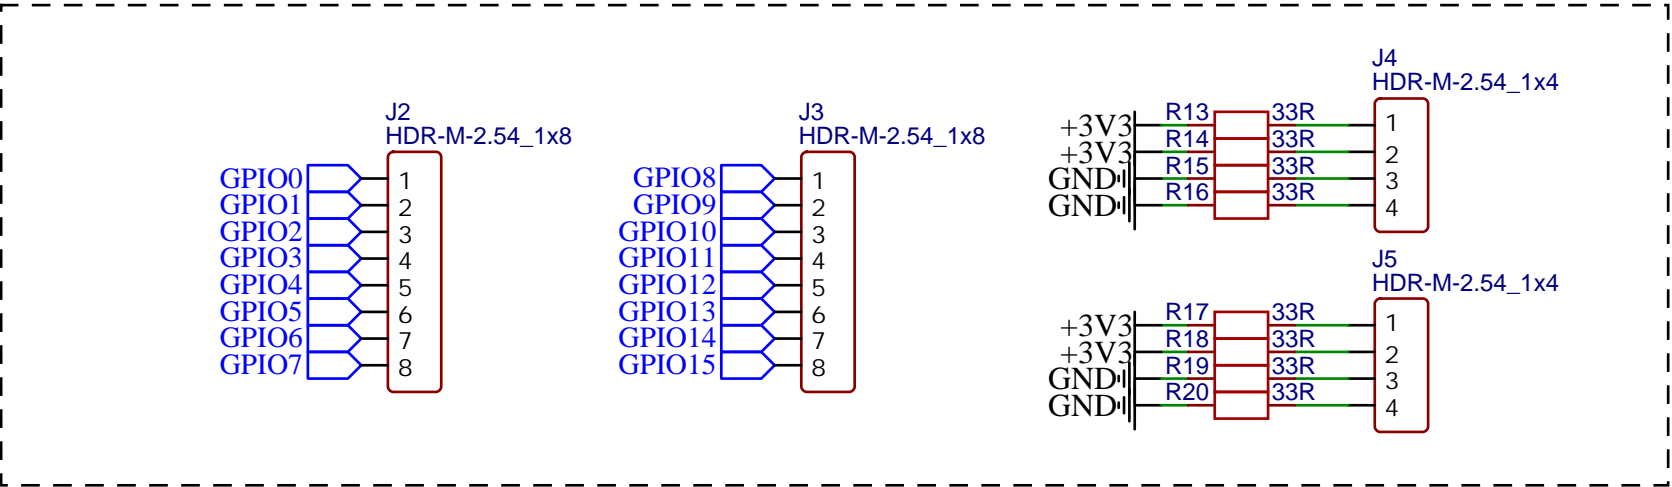 J2
HDR-M-2.54_1x8
GPIO0 1
GPIO1 2
GPIO2 3
GPIO3 4
GPIO4 5
GPIO5 6
GPIO6 7
GPIO7 8
J3
HDR-M-2.54_1x8
GPIO8 1
GPIO9 2
GPIO10 3
GPIO11 4
GPIO12 5
GPIO13 6
GPIO14 7
GPIO15 8
J4
HDR-M-2.54_1x4
+3V3 R13 33R 1
+3V3 R14 33R 2
GND R15 33R 3
GND R16 33R 4
J5
HDR-M-2.54_1x4
+3V3 R17 33R 1
+3V3 R18 33R 2
GND R19 33R 3
GND R20 33R 4